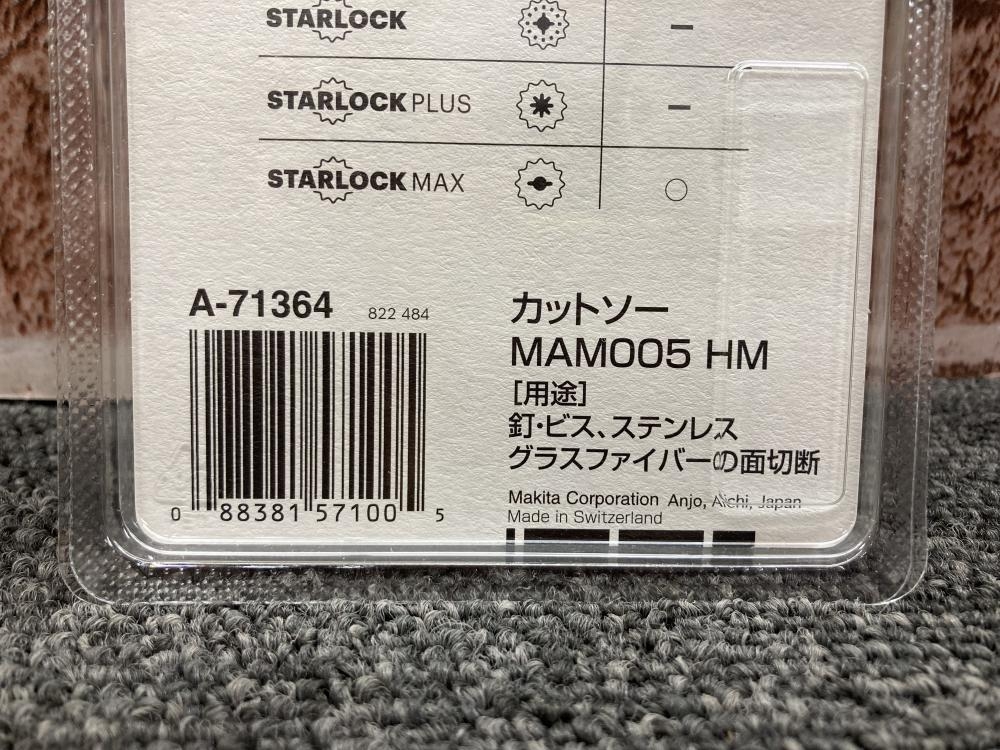 STARLOCK –
STARLOCK PLUS –
STARLOCK MAX ○
A-71364 822 484
0 88381 57100 5
カットソー
MAM005 HM
[用途]
釘・ビス、ステンレス
グラスファイバーの面切断
Makita Corporation Anjo, Aichi, Japan
Made in Switzerland